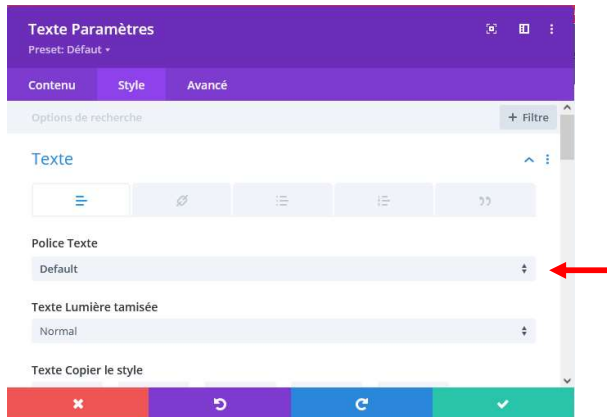 Texte Paramètres
Preset: Défaut
Contenu Style Avancé
Options de recherche + Filtre
Texte
Police Texte
Default
Texte Lumière tamisée
Normal
Texte Copier le style